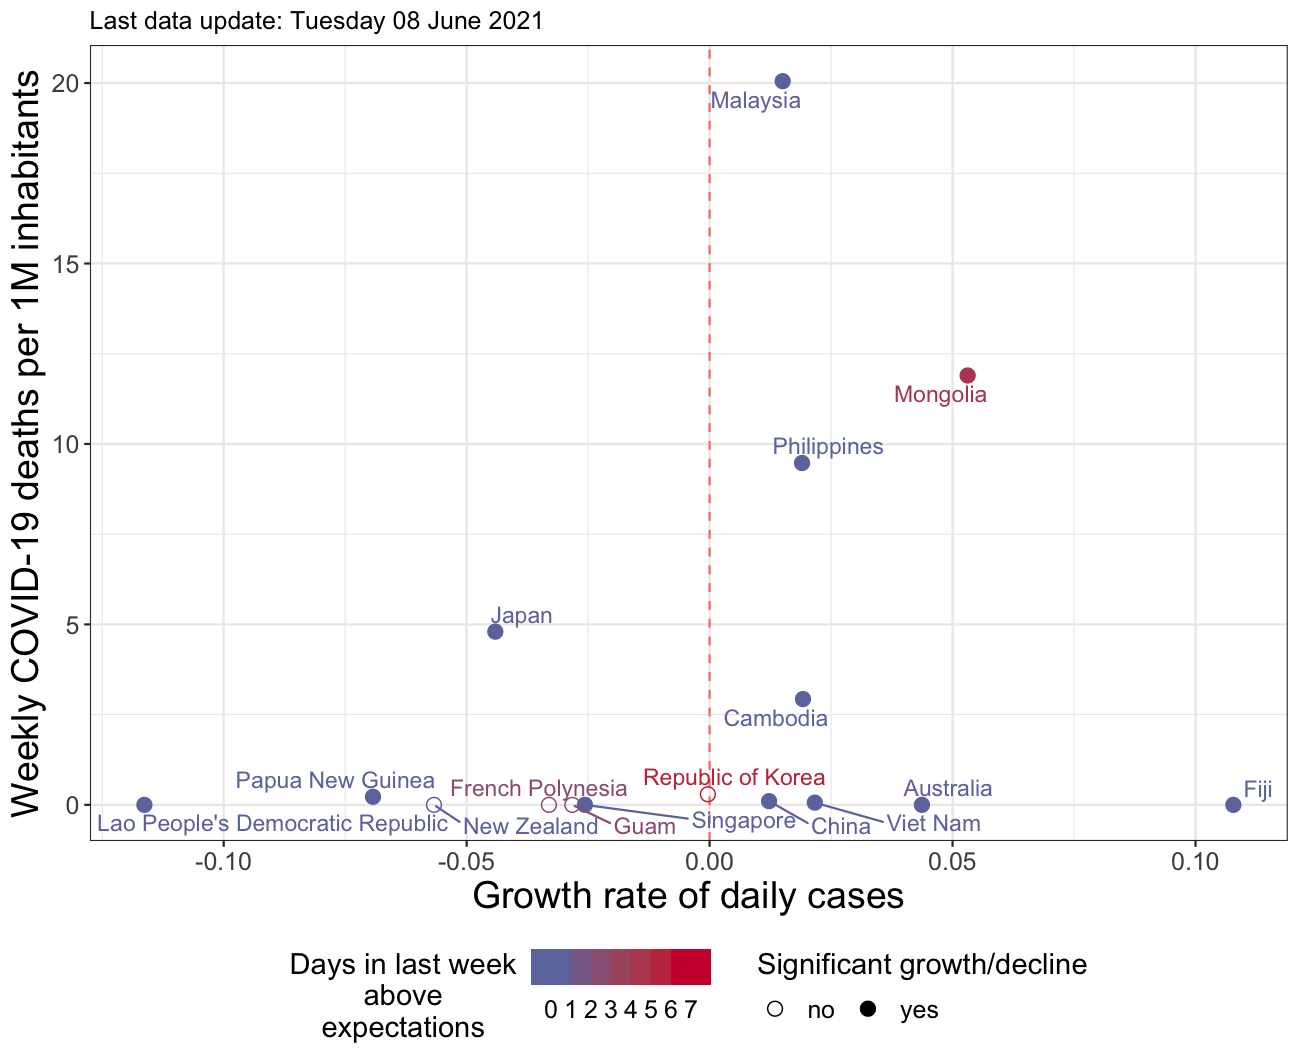 Last data update: Tuesday 08 June 2021
Weekly COVID-19 deaths per 1M inhabitants
20
15
10
5
0
Malaysia
Mongolia
Philippines
Japan
Cambodia
Republic of Korea
Papua New Guinea
French Polynesia
Australia
Fiji
Lao People's Democratic Republic
New Zealand
Guam
Singapore
China
Viet Nam
-0.10
-0.05
0.00
0.05
0.10
Growth rate of daily cases
Days in last week
above
expectations
0 1 2 3 4 5 6 7
Significant growth/decline
no
yes